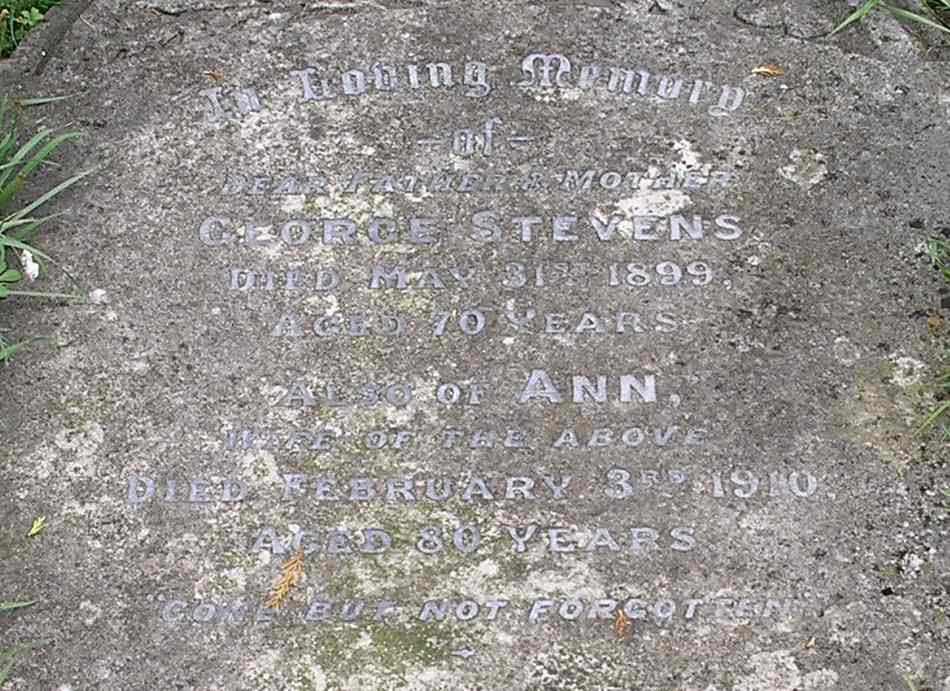 In Loving Memory
– of –
DEAR FATHER & MOTHER
GEORGE STEVENS
DIED MAY 31ST 1899,
AGED 70 YEARS
ALSO OF ANN,
WIFE OF THE ABOVE
DIED FEBRUARY 3RD 1910
AGED 80 YEARS
"GONE BUT NOT FORGOTTEN"